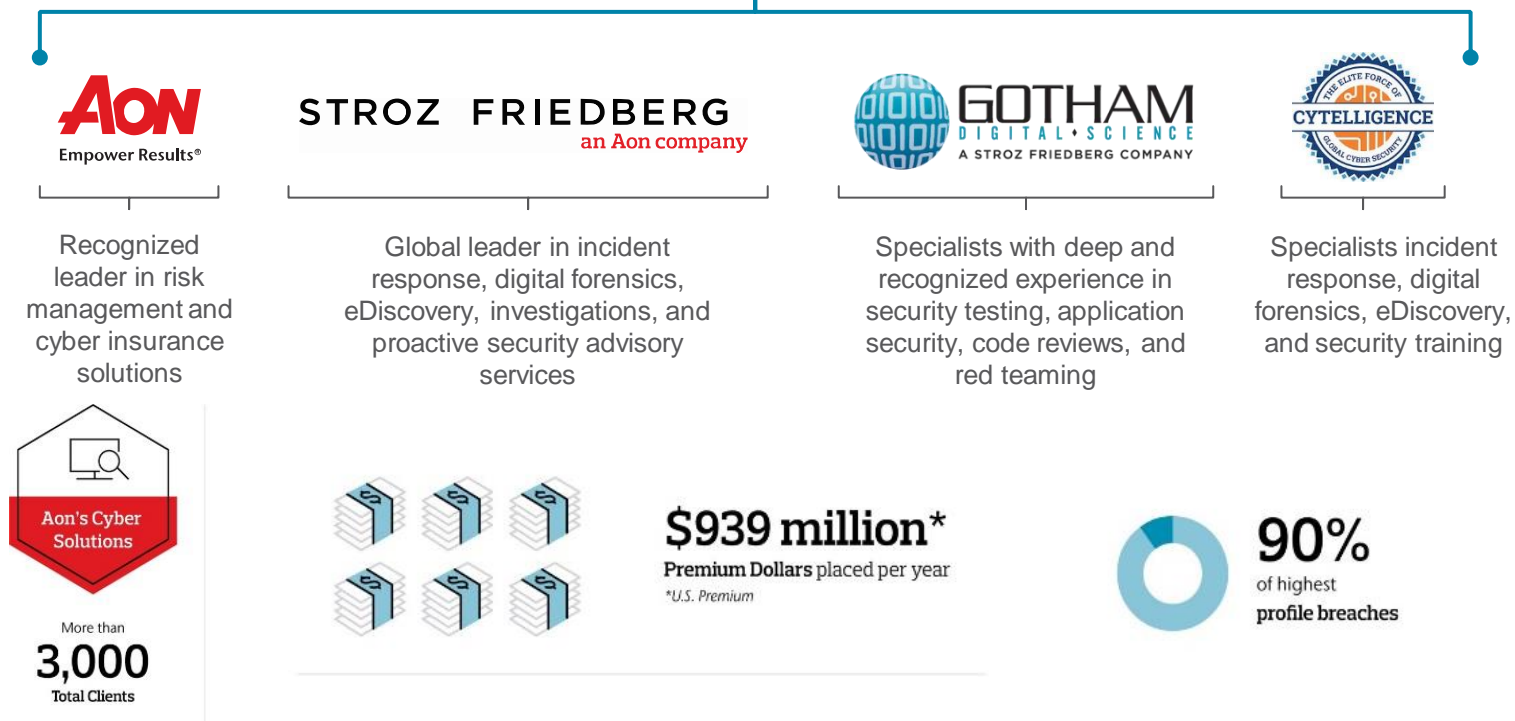 AON
Empower Results®
STROZ FRIEDBERG
an Aon company
GOTHAM
DIGITAL • SCIENCE
A STROZ FRIEDBERG COMPANY
THE ELITE FORCE OF
CYTELLIGENCE
GLOBAL CYBER SECURITY
Recognized
leader in risk
management and
cyber insurance
solutions
Global leader in incident
response, digital forensics,
eDiscovery, investigations, and
proactive security advisory
services
Specialists with deep and
recognized experience in
security testing, application
security, code reviews, and
red teaming
Specialists incident
response, digital
forensics, eDiscovery,
and security training
Aon's Cyber
Solutions
More than
3,000
Total Clients
$ $ $
$ $ $
$939 million*
Premium Dollars placed per year
*U.S. Premium
90%
of highest
profile breaches